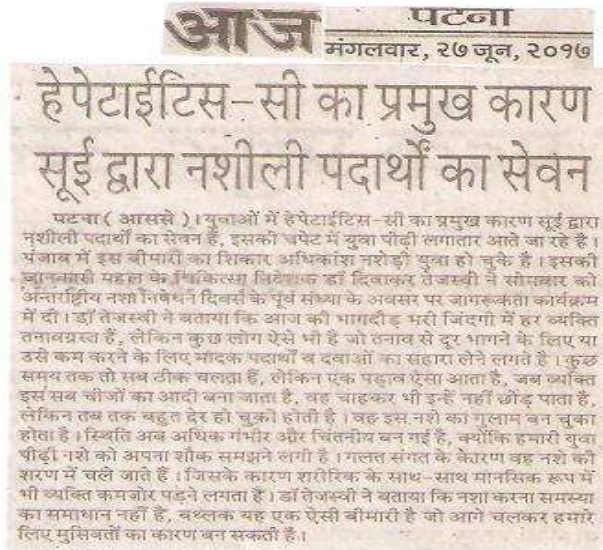 आज
पटना
मंगलवार, २७ जून, २०१७
हेपेटाईटिस-सी का प्रमुख कारण
सूई द्वारा नशीली पदार्थों का सेवन
पटना ( आससे ) । युवाओं में हेपेटाईटिस-सी का प्रमुख कारण सूई द्वारा
नशीली पदार्थों का सेवन है, इसकी चपेट में युवा पीढ़ी लगातार आते जा रहे है ।
पंजाब में इस बीमारी का शिकार अधिकांश नशेड़ी युवा हो चुके है । इसकी
जानकारी पहल के चिकित्सा निदेशक डॉ दिवाकर तेजस्वी ने सोमवार को
अन्तर्राष्ट्रीय नशा निषेधन दिवस के पूर्व संध्या के अवसर पर जागरूकता कार्यक्रम
में दी । डॉ तेजस्वी ने बताया कि आज की भागदौड़ भरी जिंदगी में हर व्यक्ति
तनावग्रस्त हैं, लेकिन कुछ लोग ऐसे भी है जो तनाव से दूर भागने के लिए या
उसे कम करने के लिए मादक पदार्थों व दवाओं का सहारा लेने लगते है । कुछ
समय तक तो सब ठीक चलता हैं, लेकिन एक पड़ाव ऐसा आता है, जब व्यक्ति
इस सब चीजों का आदी बना जाता है, वह चाहकर भी इन्हें नहीं छोड़ पाता है,
लेकिन तब तक बहुत देर हो चुकी होती है । वह इस नशे का गुलाम बन चुका
होता है । स्थिति अब अधिक गंभीर और चिंतनीय बन गई है, क्योंकि हमारी युवा
पीढ़ी नशे को अपना शौक समझने लगी है । गलत संगत के कारण वह नशे की
शरण में चले जाते हैं । जिसके कारण शरीरिक के साथ-साथ मानसिक रूप में
भी व्यक्ति कमजोर पड़ने लगता है । डॉ तेजस्वी ने बताया कि नशा करना समस्या
का समाधान नहीं है, बथ्लक यह एक ऐसी बीमारी है जो आगे चलकर हमारे
लिए मुसिबतों का कारण बन सकती हैं ।